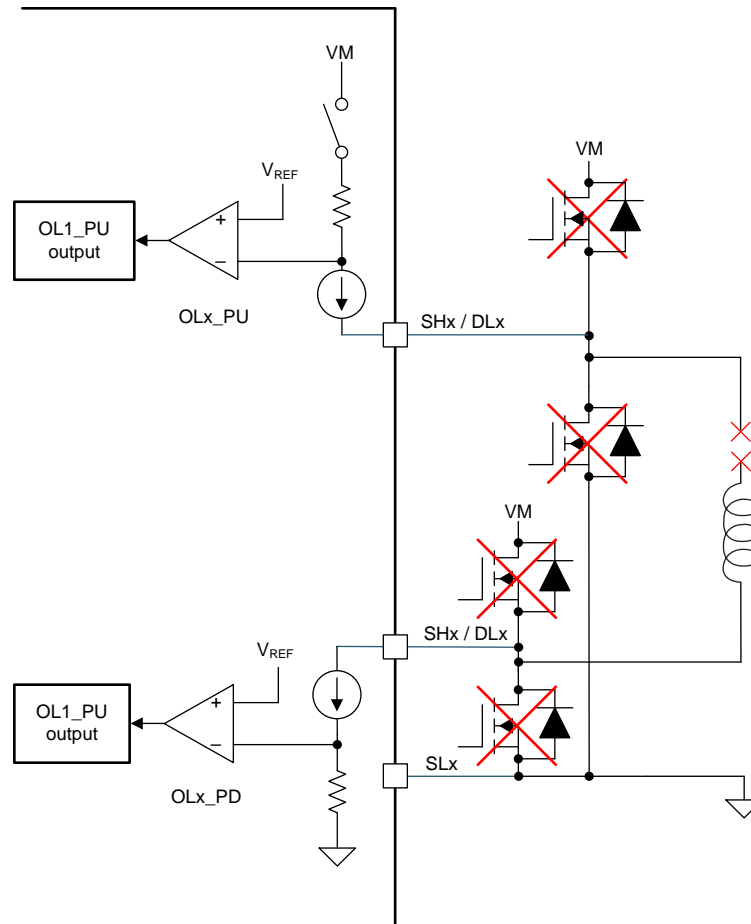 VM
VREF
OL1_PU
output
OLx_PU
VM
SHx / DLx
VM
SHx / DLx
VREF
OL1_PU
output
OLx_PD
SLx